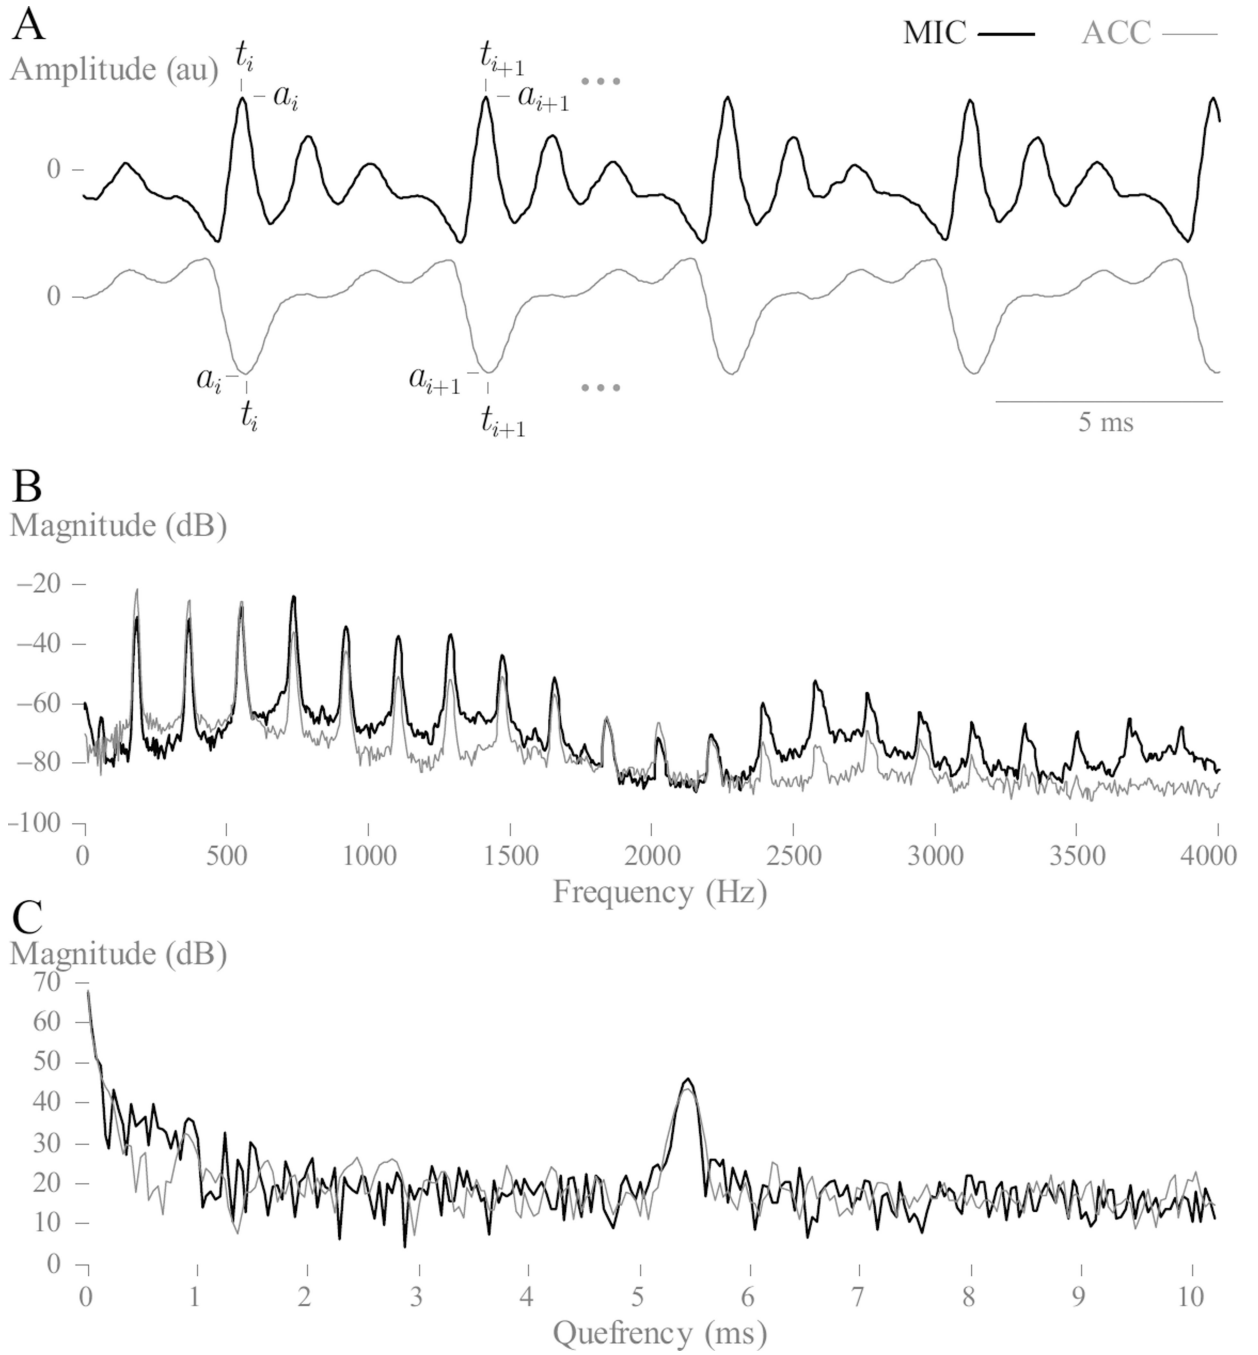 A
MIC ACC
Amplitude (au)
t_i t_{i+1}
a_i a_{i+1}
0
0
a_i a_{i+1}
t_i t_{i+1}
5 ms
B
Magnitude (dB)
–20
–40
–60
–80
–100
0 500 1000 1500 2000 2500 3000 3500 4000
Frequency (Hz)
C
Magnitude (dB)
70
60
50
40
30
20
10
0
0 1 2 3 4 5 6 7 8 9 10
Quefrency (ms)